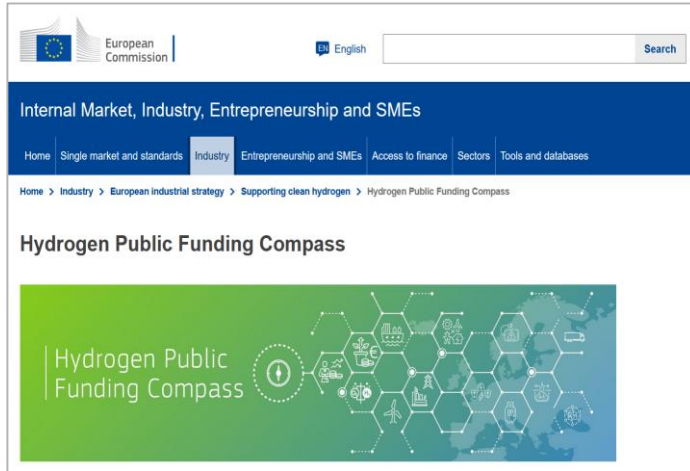 European
Commission
EN English
Search
Internal Market, Industry, Entrepreneurship and SMEs
Home Single market and standards Industry Entrepreneurship and SMEs Access to finance Sectors Tools and databases
Home > Industry > European industrial strategy > Supporting clean hydrogen > Hydrogen Public Funding Compass
Hydrogen Public Funding Compass
Hydrogen Public
Funding Compass